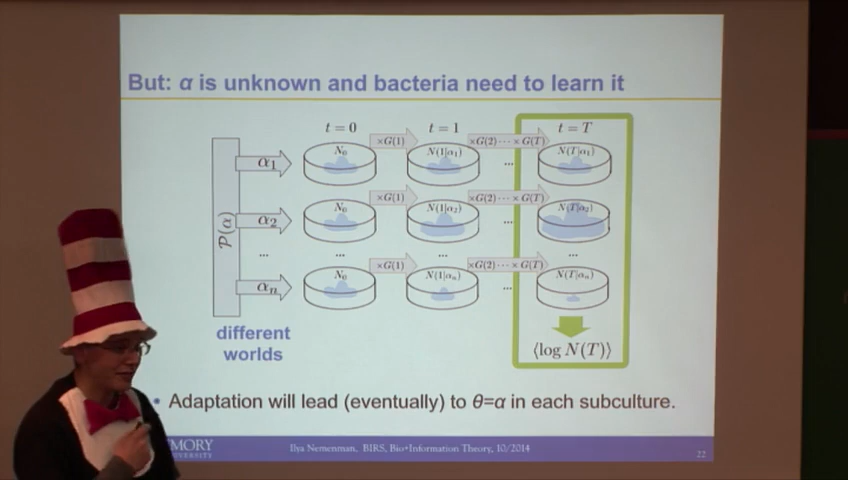 But: α is unknown and bacteria need to learn it
t = 0 t = 1 t = T
×G(1) ×G(2) ··· × G(T)
α₁ N₀ N(1|α₁) ... N(T|α₁)
×G(1) ×G(2) ··· × G(T)
α₂ N₀ N(1|α₂) ... N(T|α₂)
P(α)
... ... ... ...
×G(1) ×G(2) ··· × G(T)
αₙ N₀ N(1|αₙ) ... N(T|αₙ)
different
worlds
⟨log N(T)⟩
• Adaptation will lead (eventually) to θ=α in each subculture.
MORY
VERSITY
Ilya Nemenman, BIRS, Bio+Information Theory, 10/2014
22